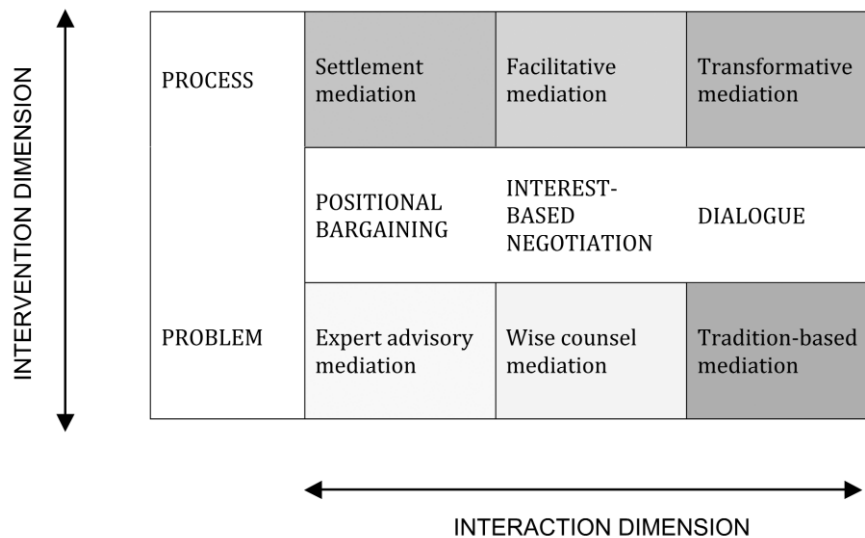 INTERVENTION DIMENSION
PROCESS
Settlement
mediation
Facilitative
mediation
Transformative
mediation
POSITIONAL
BARGAINING
INTEREST-
BASED
NEGOTIATION
DIALOGUE
PROBLEM
Expert advisory
mediation
Wise counsel
mediation
Tradition-based
mediation
INTERACTION DIMENSION